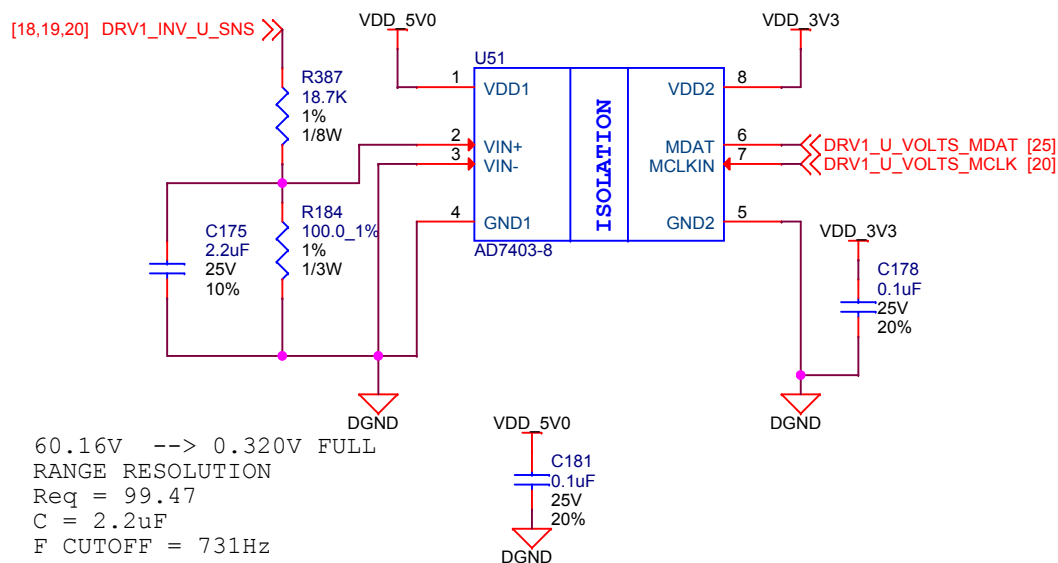 [18,19,20] DRV1_INV_U_SNS
VDD_5V0
VDD_3V3
R387
18.7K
1%
1/8W
U51
1
VDD1
VDD2
8
2
VIN+
MDAT
6
DRV1_U_VOLTS_MDAT [25]
3
VIN-
MCLKIN
7
DRV1_U_VOLTS_MCLK [20]
ISOLATION
4
GND1
GND2
5
AD7403-8
R184
100.0_1%
1%
1/3W
C175
2.2uF
25V
10%
VDD_3V3
C178
0.1uF
25V
20%
DGND
DGND
VDD_5V0
C181
0.1uF
25V
20%
DGND
60.16V --> 0.320V FULL
RANGE RESOLUTION
Req = 99.47
C = 2.2uF
F CUTOFF = 731Hz